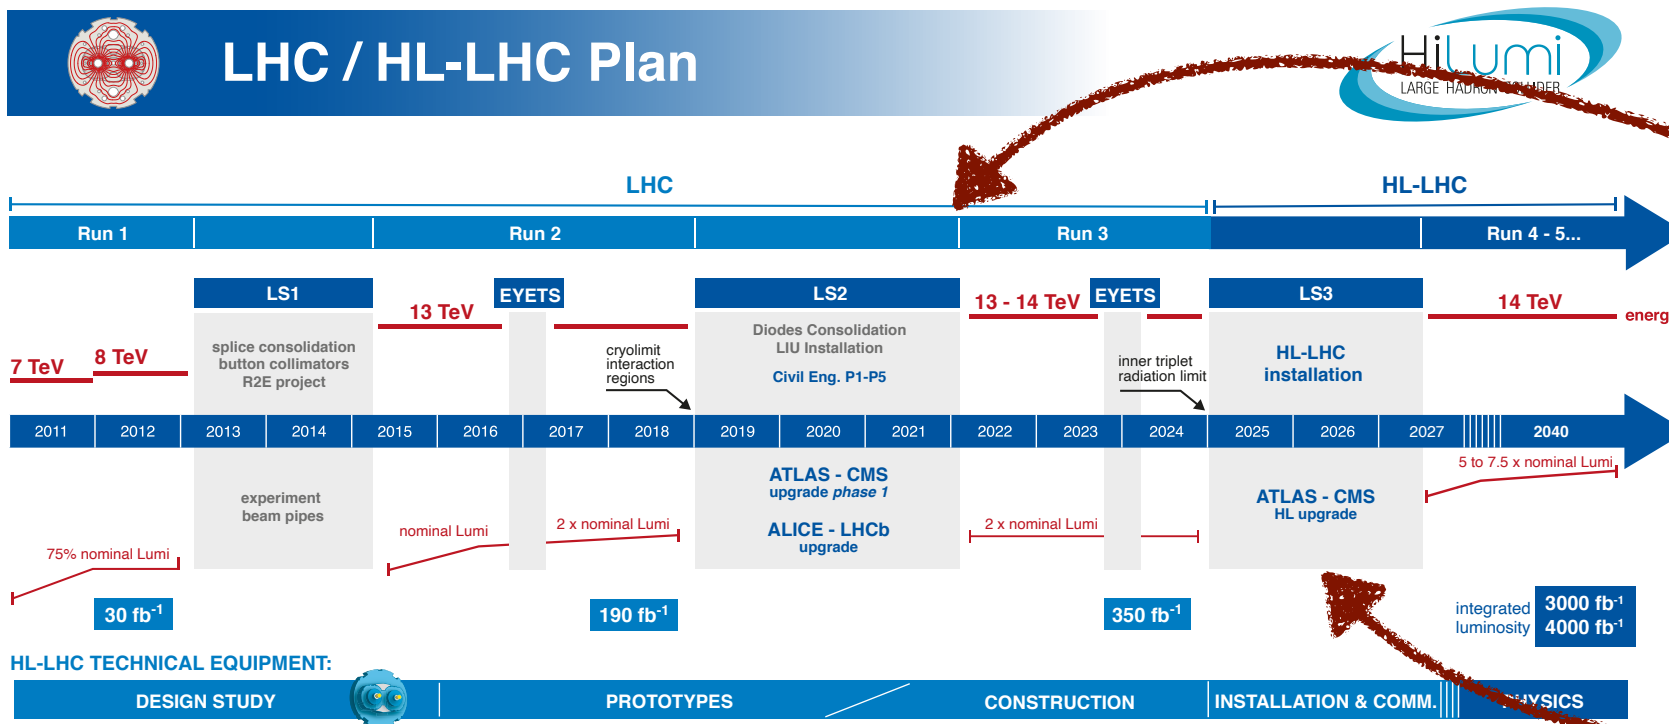 LHC / HL-LHC Plan
HiLumi
LARGE HADRON COLLIDER
LHC
HL-LHC
Run 1
Run 2
Run 3
Run 4 - 5...
LS1
EYETS
LS2
EYETS
LS3
13 TeV
13 - 14 TeV
14 TeV
energ
7 TeV
8 TeV
splice consolidation
button collimators
R2E project
cryolimit
interaction
regions
Diodes Consolidation
LIU Installation
Civil Eng. P1-P5
inner triplet
radiation limit
HL-LHC
installation
2011
2012
2013
2014
2015
2016
2017
2018
2019
2020
2021
2022
2023
2024
2025
2026
2027
2040
experiment
beam pipes
75% nominal Lumi
nominal Lumi
2 x nominal Lumi
ATLAS - CMS
upgrade phase 1
ALICE - LHCb
upgrade
2 x nominal Lumi
ATLAS - CMS
HL upgrade
5 to 7.5 x nominal Lumi
30 fb⁻¹
190 fb⁻¹
350 fb⁻¹
integrated
luminosity
3000 fb⁻¹
4000 fb⁻¹
HL-LHC TECHNICAL EQUIPMENT:
DESIGN STUDY
PROTOTYPES
CONSTRUCTION
INSTALLATION & COMM.
PHYSICS